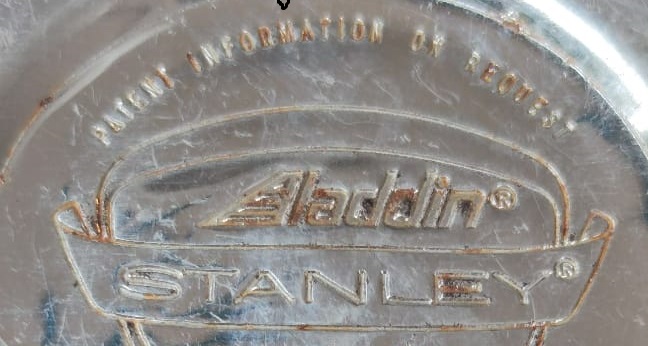 PATENT INFORMATION ON REQUEST
Aladdin®
STANLEY®